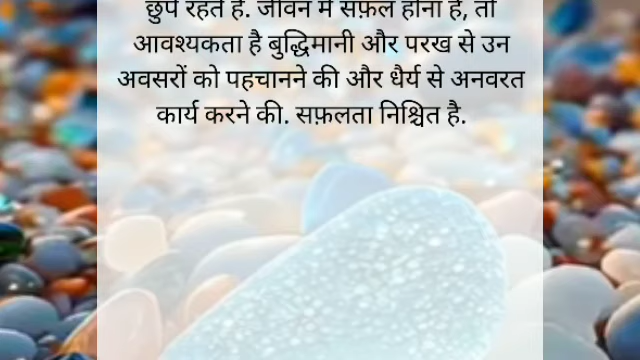 छुपे रहते हैं. जीवन में सफ़ल होना है, तो
आवश्यकता है बुद्धिमानी और परख से उन
अवसरों को पहचानने की और धैर्य से अनवरत
कार्य करने की. सफ़लता निश्चित है.